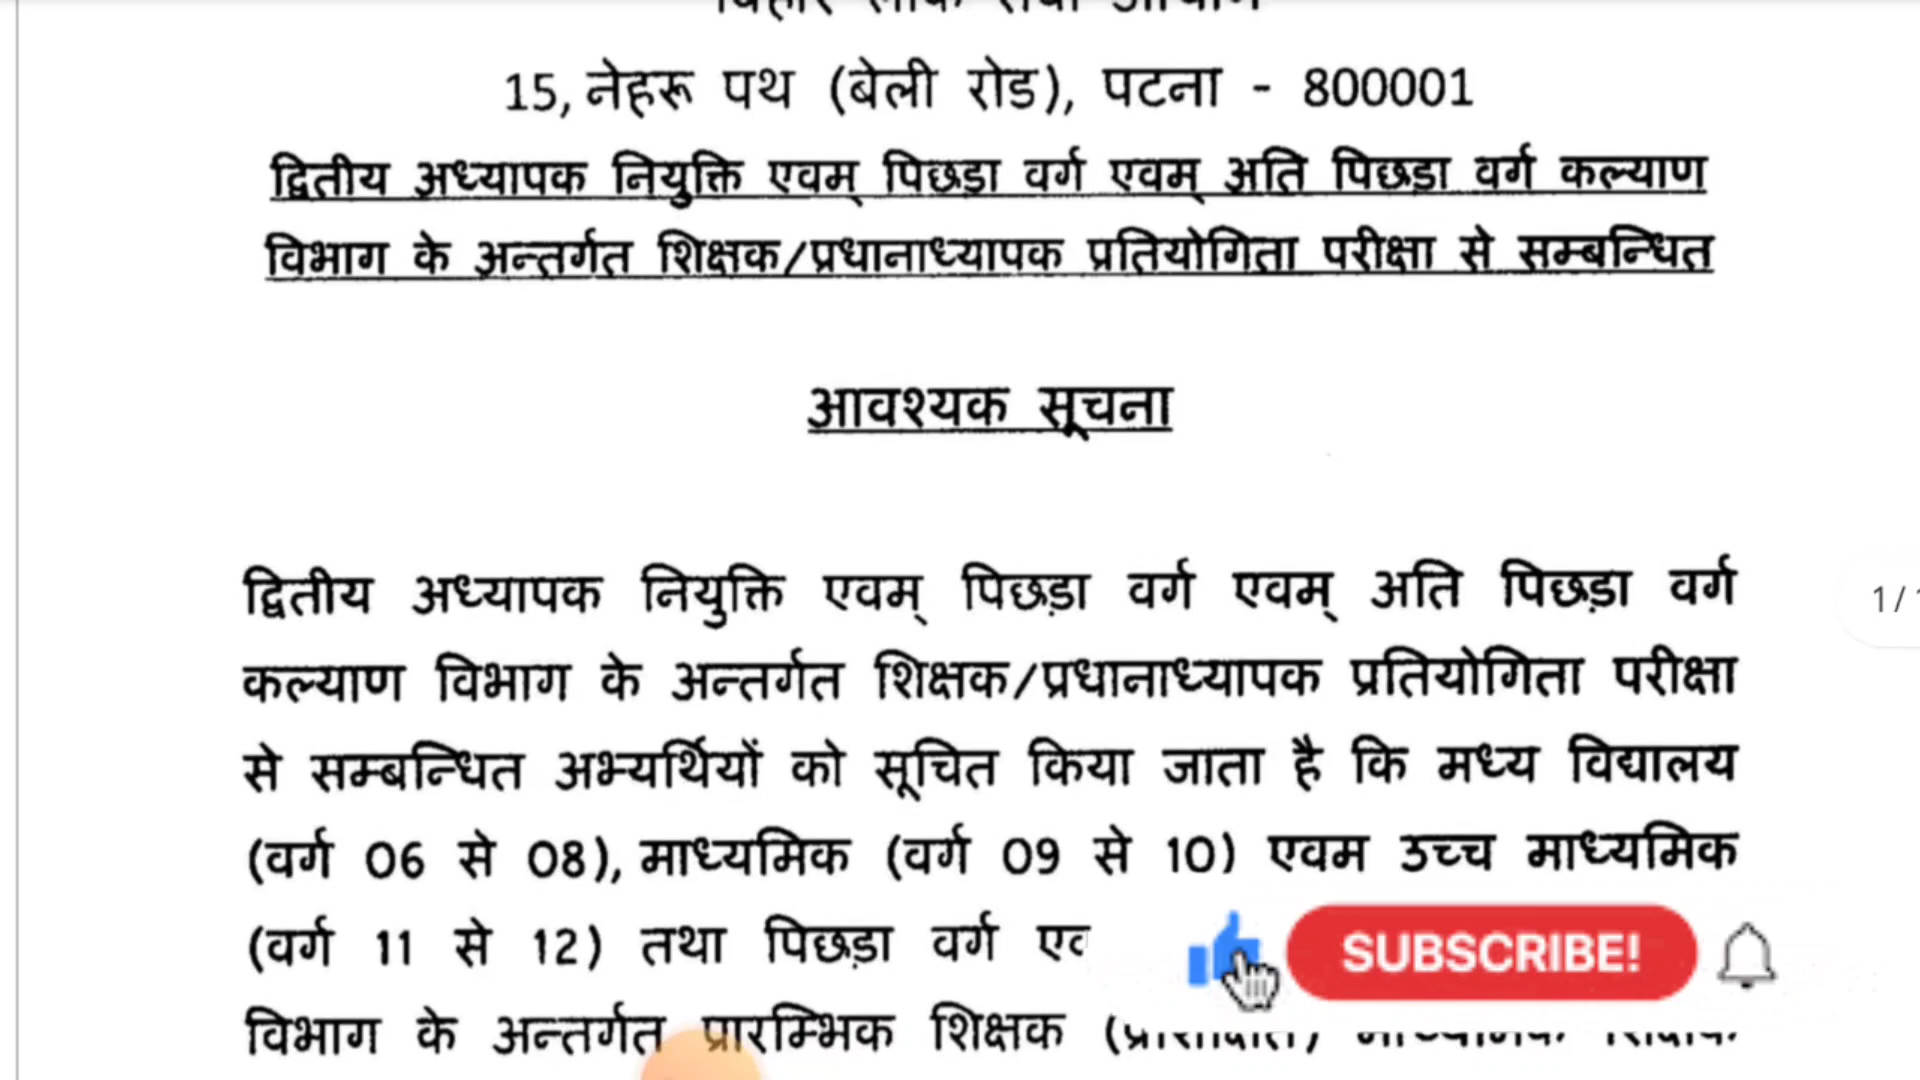 बिहार लोक सेवा आयोग
15, नेहरू पथ (बेली रोड), पटना - 800001
द्वितीय अध्यापक नियुक्ति एवम् पिछडा वर्ग एवम् अति पिछडा वर्ग कल्याण
विभाग के अन्तर्गत शिक्षक/प्रधानाध्यापक प्रतियोगिता परीक्षा से सम्बन्धित
आवश्यक सूचना
द्वितीय अध्यापक नियुक्ति एवम् पिछड़ा वर्ग एवम् अति पिछड़ा वर्ग
1/
कल्याण विभाग के अन्तर्गत शिक्षक/प्रधानाध्यापक प्रतियोगिता परीक्षा
से सम्बन्धित अभ्यर्थियों को सूचित किया जाता है कि मध्य विद्यालय
(वर्ग 06 से 08), माध्यमिक (वर्ग 09 से 10) एवम उच्च माध्यमिक
(वर्ग 11 से 12) तथा पिछड़ा वर्ग
SUBSCRIBE!
विभाग के अन्तर्गत प्रारम्भिक शिक्षक